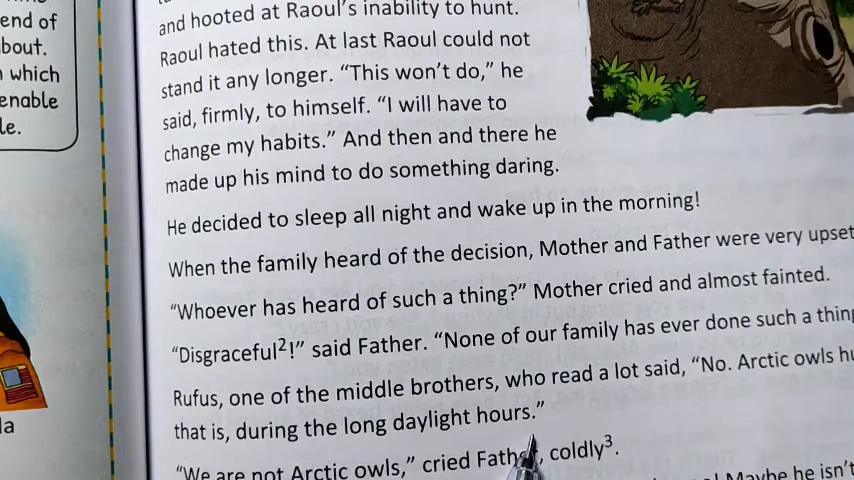 end of
bout.
which
enable
le.
and hooted at Raoul's inability to hunt.
Raoul hated this. At last Raoul could not
stand it any longer. “This won’t do,” he
said, firmly, to himself. “I will have to
change my habits.” And then and there he
made up his mind to do something daring.
He decided to sleep all night and wake up in the morning!
When the family heard of the decision, Mother and Father were very upset
“Whoever has heard of such a thing?” Mother cried and almost fainted.
“Disgraceful2!” said Father. “None of our family has ever done such a thing
Rufus, one of the middle brothers, who read a lot said, “No. Arctic owls hu
that is, during the long daylight hours.”
“We are not Arctic owls,” cried Father, coldly3.
Maybe he isn't
la